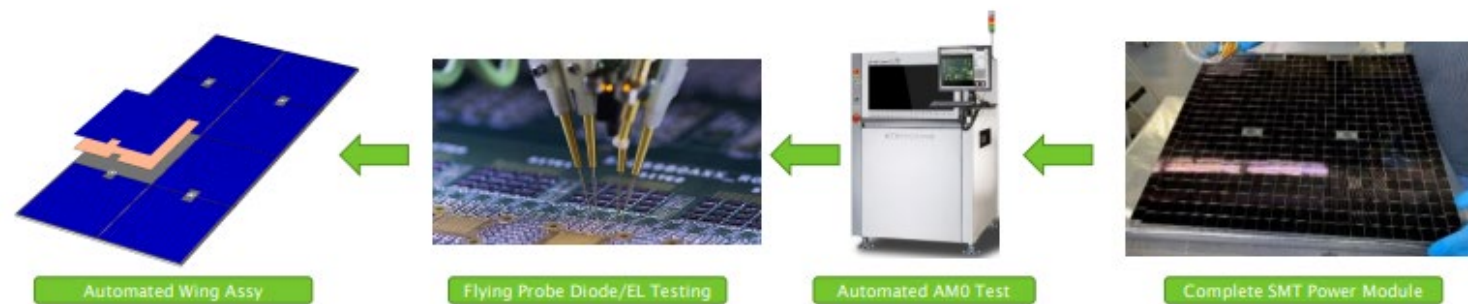 Automated Wing Assy
Flying Probe Diode/EL Testing
Automated AM0 Test
Complete SMT Power Module